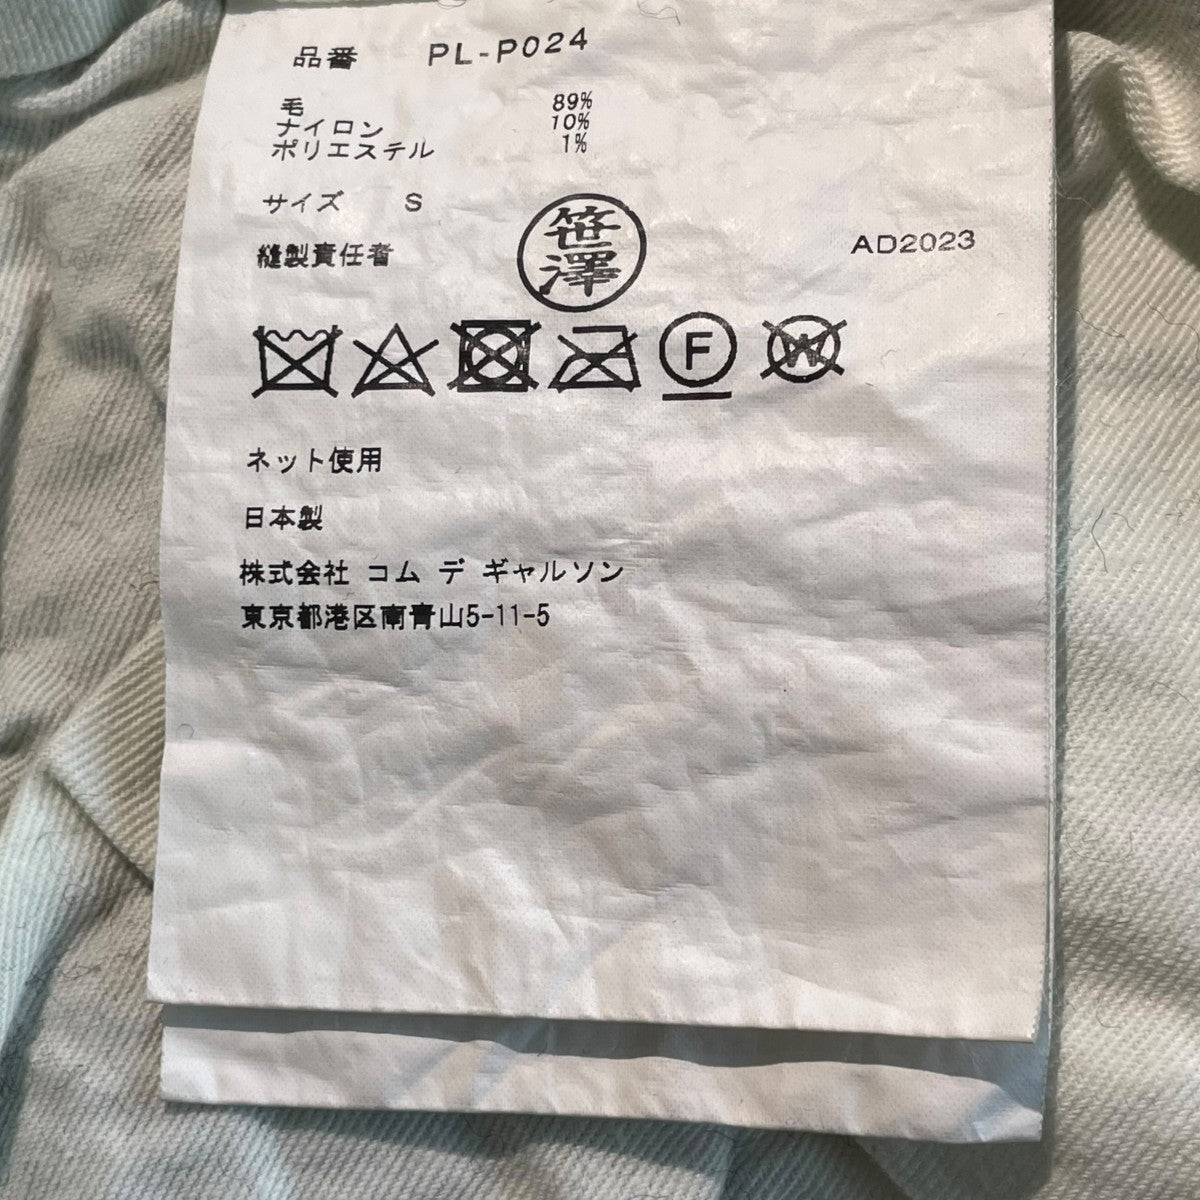 品番 PL-P024
毛 89%
ナイロン 10%
ポリエステル 1%
サイズ S
縫製責任者 笹澤 AD2023
F W
ネット使用
日本製
株式会社 コム デ ギャルソン
東京都港区南青山5-11-5